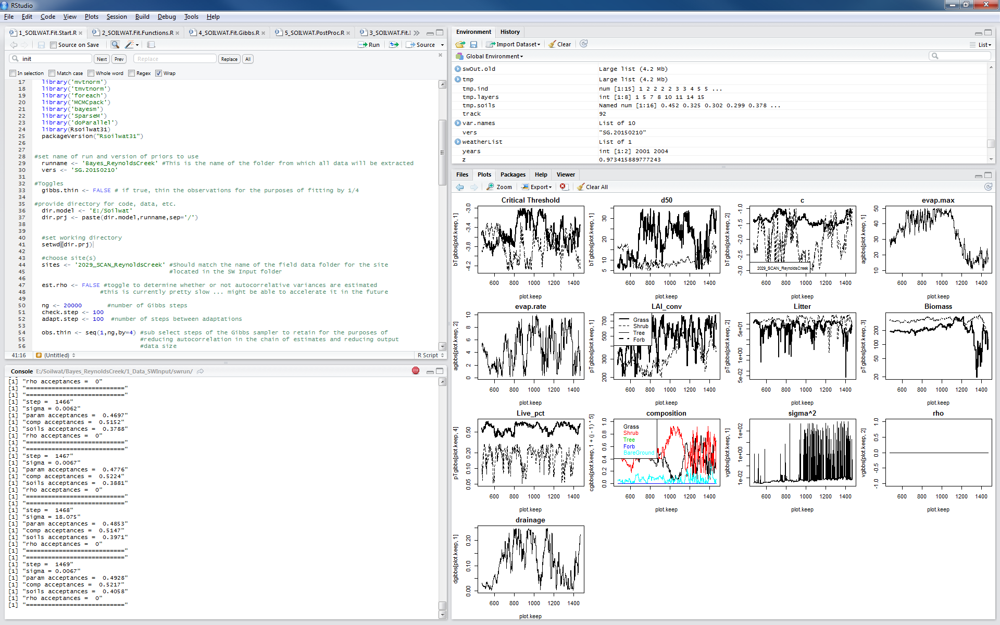 RStudio
File Edit Code View Plots Session Build Debug Tools Help
1_SOILWAT.Fit.Start.R 2_SOILWAT.Fit.Functions.R 4_SOILWAT.Fit.Gibbs.R 5_SOILWAT.PostProc.R 3_SOILWAT.Fit.
Source on Save Run Source
init Next Prev Replace Replace All
In selection Match case Whole word Regex Wrap
17 library('mvtnorm')
18 library('tmvtnorm')
19 library('foreach')
20 library('MCMCpack')
21 library('bayesm')
22 library('SparseM')
23 library('doParallel')
24 library(Rsoilwat31)
25 packageVersion("Rsoilwat31")
26
27
28 #set name of run and version of priors to use
29 runname <- 'Bayes_ReynoldsCreek' #This is the name of the folder from which all data will be extracted
30 vers <- 'SG.20150210'
31
32 #Toggles
33 gibbs.thin <- FALSE # if true, thin the observations for the purposes of fitting by 1/4
34
35 #provide directory for code, data, etc.
36 dir.model <- 'E:/Soilwat'
37 dir.prj <- paste(dir.model,runname,sep='/')
38
39
40 #set working directory
41 setwd(dir.prj)
42
43 #choose site(s)
44 sites <- '2029_SCAN_ReynoldsCreek' #Should match the name of the field data folder for the site
45 #located in the SW Input folder
46
47 est.rho <- FALSE #toggle to determine whether or not autocorrelative variances are estimated
48 #this is currently pretty slow ... might be able to accelerate it in the future
49
50 ng <- 20000 #number of Gibbs steps
51 check.step <- 100
52 adapt.step <- 100 #number of steps between adaptations
53
54 obs.thin <- seq(1,ng,by=4) #sub select steps of the Gibbs sampler to retain for the purposes of
55 #reducing autocorrelation in the chain of estimates and reducing output
56 #data size
41:16 (Untitled) R Script
Console E:/Soilwat/Bayes_ReynoldsCreek/1_Data_SWInput/swrun/
[1] "rho acceptances = 0"
[1] "==========================="
[1] "==========================="
[1] "step = 1466"
[1] "sigma = 0.0062"
[1] "param acceptances = 0.4697"
[1] "comp acceptances = 0.5152"
[1] "soils acceptances = 0.3788"
[1] "rho acceptances = 0"
[1] "==========================="
[1] "==========================="
[1] "step = 1467"
[1] "sigma = 0.0067"
[1] "param acceptances = 0.4776"
[1] "comp acceptances = 0.5224"
[1] "soils acceptances = 0.3881"
[1] "rho acceptances = 0"
[1] "==========================="
[1] "==========================="
[1] "step = 1468"
[1] "sigma = 18.075"
[1] "param acceptances = 0.4853"
[1] "comp acceptances = 0.5147"
[1] "soils acceptances = 0.3971"
[1] "rho acceptances = 0"
[1] "==========================="
[1] "==========================="
[1] "step = 1469"
[1] "sigma = 0.0067"
[1] "param acceptances = 0.4928"
[1] "comp acceptances = 0.5217"
[1] "soils acceptances = 0.4058"
[1] "rho acceptances = 0"
[1] "==========================="
Environment History
Import Dataset Clear List
Global Environment
swOut.old Large list (4.2 Mb)
tmp Large list (4.2 Mb)
tmp.ind num [1:15] 1 2 2 2 2 3 3 4 5 5 ...
tmp.layers int [1:8] 1 5 7 8 10 11 14 15
tmp.soils Named num [1:16] 0.452 0.325 0.302 0.299 0.378 ...
track 92
var.names List of 10
vers "SG.20150210"
weatherList List of 1
years int [1:2] 2001 2004
z 0.973415889777243
Files Plots Packages Help Viewer
Zoom Export Clear All
Critical Threshold
bTgibbs[plot.keep, 1]
-3.0 -3.4 -3.8 -4.2
600 800 1000 1200 1400
plot.keep
d50
bTgibbs[plot.keep, 1]
30 20 10 5
600 800 1000 1200 1400
plot.keep
c
bTgibbs[plot.keep, 2]
-1.0 -1.5 -2.0 -2.5 -3.0
2029_SCAN_ReynoldsCreek
600 800 1000 1200 1400
plot.keep
evap.max
agibbs[plot.keep, 1]
50 40 30 20 10
600 800 1000 1200 1400
plot.keep
evap.rate
agibbs[plot.keep, 2]
10 8 6 4 2 0
600 800 1000 1200 1400
plot.keep
LAI_conv
pTgibbs[plot.keep, 1]
700 500 300 200
Grass
Shrub
Tree
Forb
600 800 1000 1200 1400
plot.keep
Litter
pTgibbs[plot.keep, 2]
5e+01 1e+00 5e-02
600 800 1000 1200 1400
plot.keep
Biomass
pTgibbs[plot.keep, 3]
200 100 50 20
600 800 1000 1200 1400
plot.keep
Live_pct
pTgibbs[plot.keep, 4]
0.50 0.20 0.10 0.05
600 800 1000 1200 1400
plot.keep
composition
cgibbs[plot.keep, 1 + (j - 1) * 5]
1.0 0.8 0.6 0.4 0.2 0.0
Grass
Shrub
Tree
Forb
BareGround
600 800 1000 1200 1400
plot.keep
sigma^2
vgibbs[plot.keep, 1]
1e+02 1e+00 1e-02
600 800 1000 1200 1400
plot.keep
rho
vgibbs[plot.keep, 2]
1.0 0.5 0.0 -0.5 -1.0
600 800 1000 1200 1400
plot.keep
drainage
dgibbs[plot.keep, 1]
0.20 0.10 0.00
600 800 1000 1200 1400
plot.keep